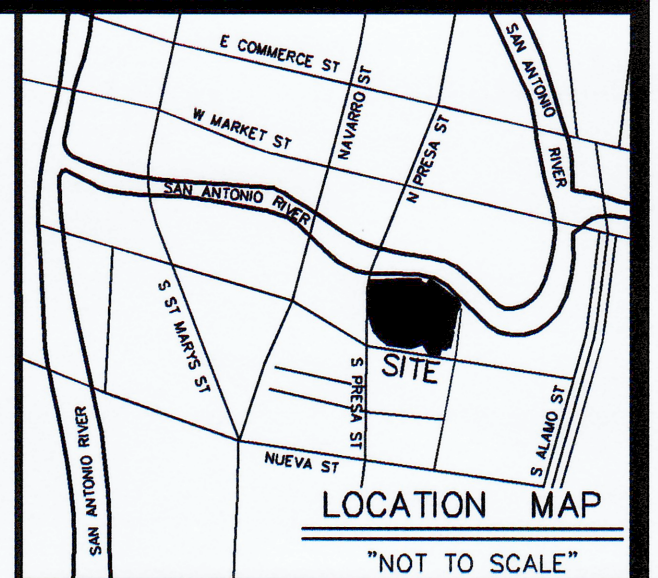 E COMMERCE ST
SAN ANTONIO
RIVER
W MARKET ST
NAVARRO ST
N PRESA ST
SAN ANTONIO RIVER
S ST MARYS ST
SITE
S PRESA ST
S ALAMO ST
NUEVA ST
SAN ANTONIO RIVER
LOCATION MAP
"NOT TO SCALE"